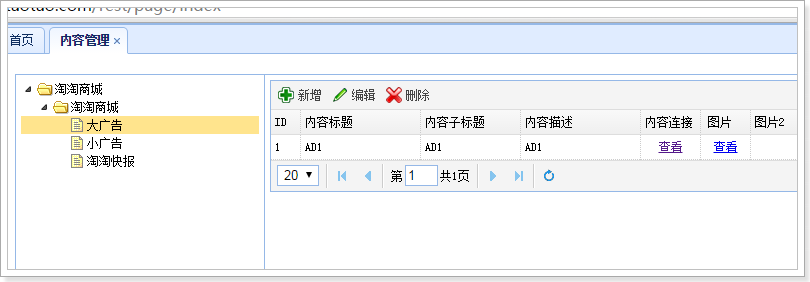 taotao.com/rest/page/index
首页 内容管理 ×
淘淘商城
淘淘商城
大广告
小广告
淘淘快报
新增 编辑 删除
ID 内容标题 内容子标题 内容描述 内容连接 图片 图片2
1 AD1 AD1 AD1 查看 查看
20 第 1 共1页